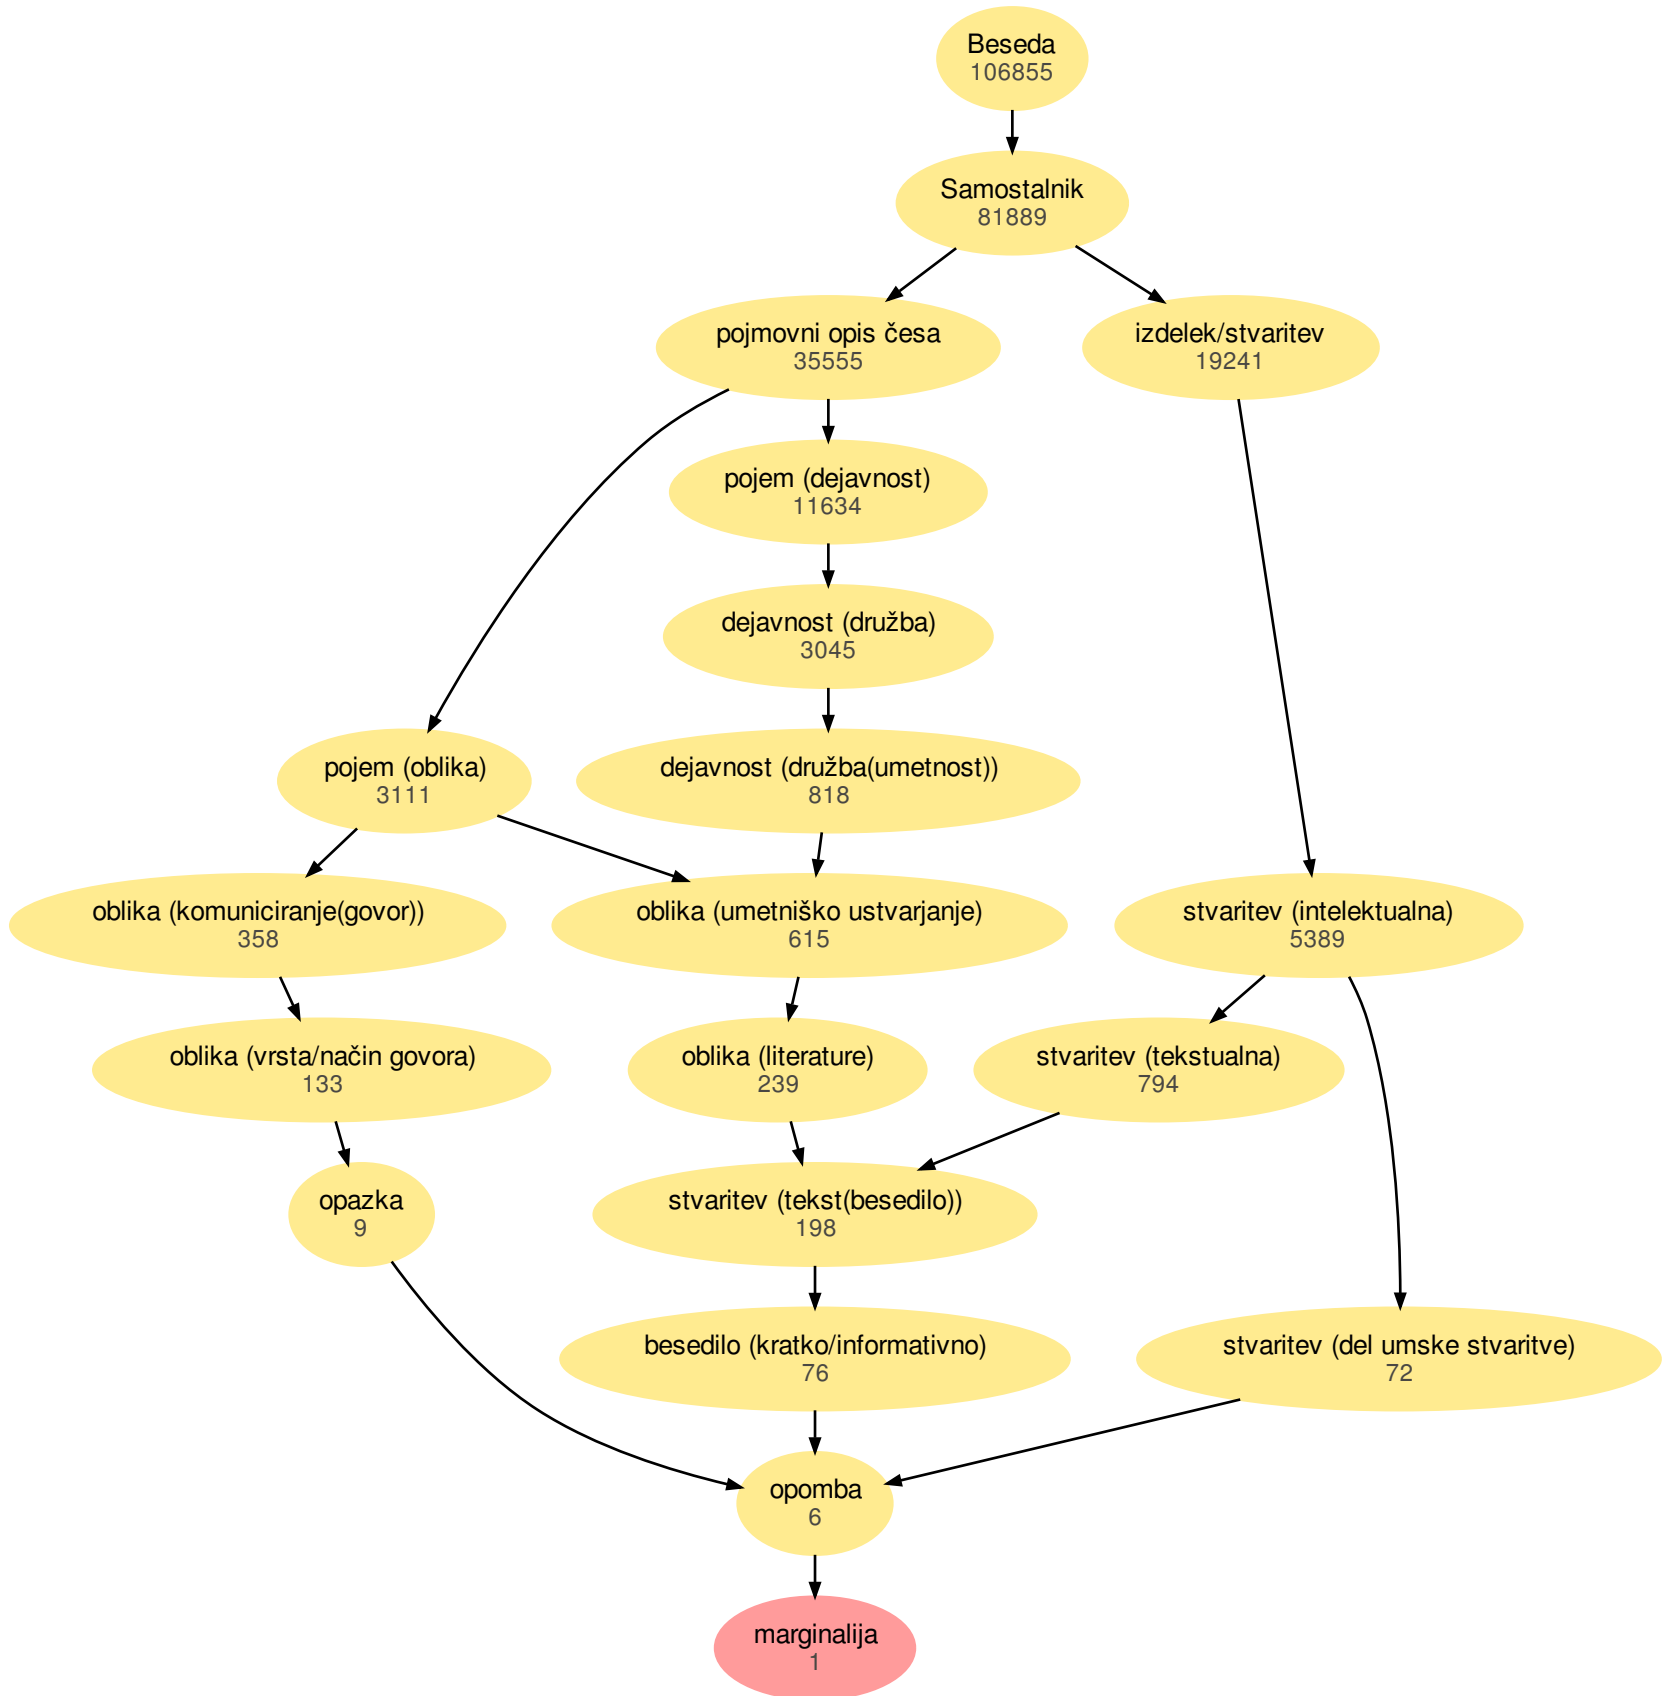 Beseda
106855
Samostalnik
81889
pojmovni opis česa
35555
izdelek/stvaritev
19241
pojem (dejavnost)
11634
dejavnost (družba)
3045
pojem (oblika)
3111
dejavnost (družba(umetnost))
818
oblika (komuniciranje(govor))
358
oblika (umetniško ustvarjanje)
615
stvaritev (intelektualna)
5389
oblika (vrsta/način govora)
133
oblika (literature)
239
stvaritev (tekstualna)
794
opazka
9
stvaritev (tekst(besedilo))
198
besedilo (kratko/informativno)
76
stvaritev (del umske stvaritve)
72
opomba
6
marginalija
1